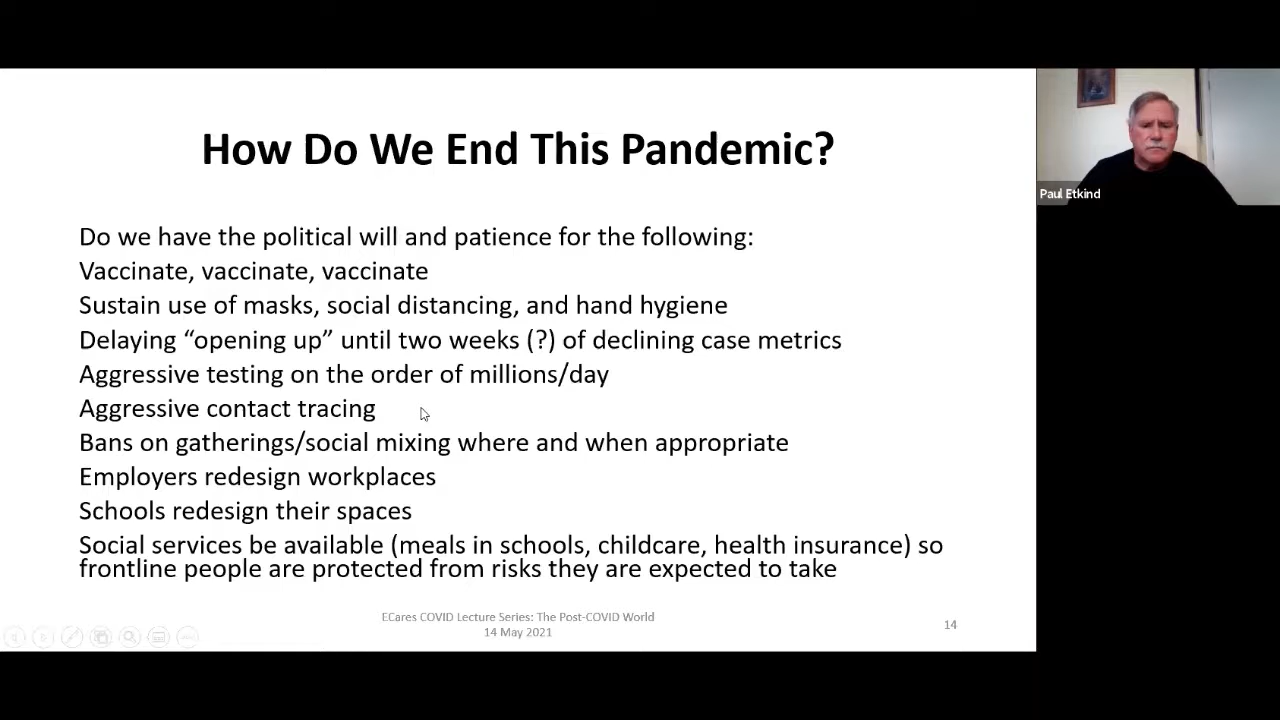 How Do We End This Pandemic?
Do we have the political will and patience for the following:
Vaccinate, vaccinate, vaccinate
Sustain use of masks, social distancing, and hand hygiene
Delaying “opening up” until two weeks (?) of declining case metrics
Aggressive testing on the order of millions/day
Aggressive contact tracing
Bans on gatherings/social mixing where and when appropriate
Employers redesign workplaces
Schools redesign their spaces
Social services be available (meals in schools, childcare, health insurance) so
frontline people are protected from risks they are expected to take
ECares COVID Lecture Series: The Post-COVID World
14 May 2021
14
Paul Etkind